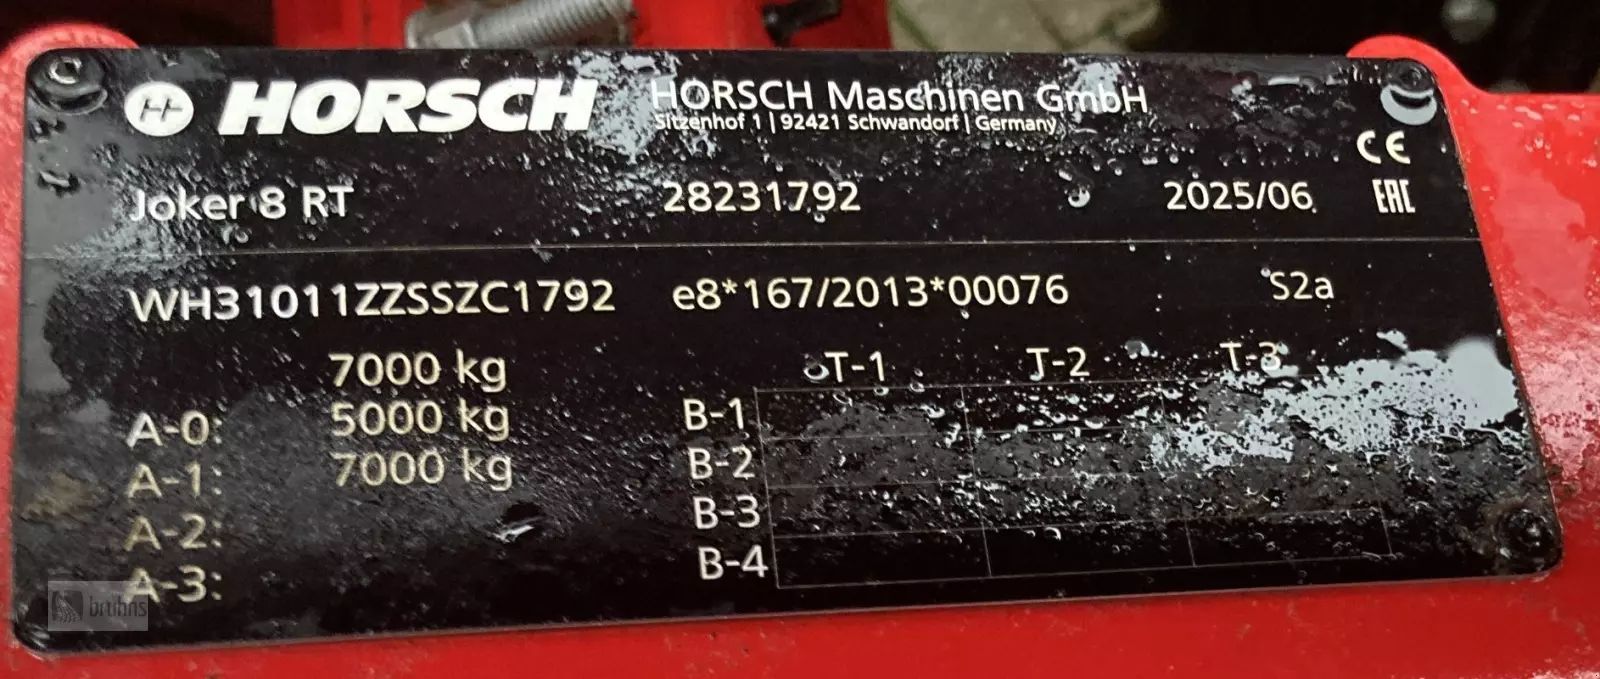 HORSCH HORSCH Maschinen GmbH
Sitzenhof 1 | 92421 Schwandorf | Germany
CE
Joker 8 RT 28231792 2025/06 EAC
WH31011ZZSSZC1792 e8*167/2013*00076 S2a
7000 kg T-1 T-2 T-3
A-0: 5000 kg B-1
A-1: 7000 kg B-2
A-2: B-3
A-3: B-4
bruhns